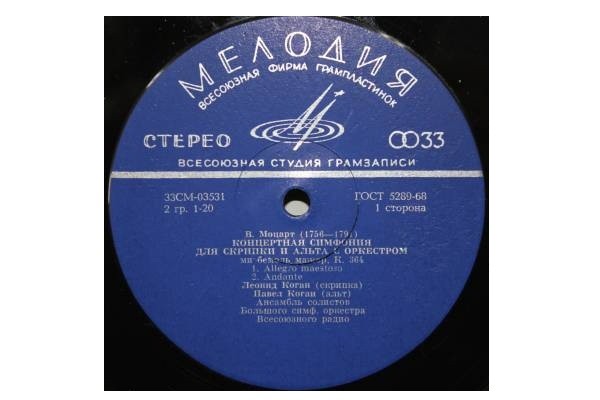 МЕЛОДИЯ
ВСЕСОЮЗНАЯ ФИРМА ГРАМПЛАСТИНОК
СТЕРЕО 33
ВСЕСОЮЗНАЯ СТУДИЯ ГРАМЗАПИСИ
33СМ-03531 ГОСТ 5289-68
2 гр. 1-20 1 сторона
В. Моцарт (1756—1791)
КОНЦЕРТНАЯ СИМФОНИЯ
ДЛЯ СКРИПКИ И АЛЬТА С ОРКЕСТРОМ
ми бемоль мажор, К. 364
1. Allegro maestoso
2. Andante
Леонид Коган (скрипка)
Павел Коган (альт)
Ансамбль солистов
Большого симф. оркестра
Всесоюзного радио